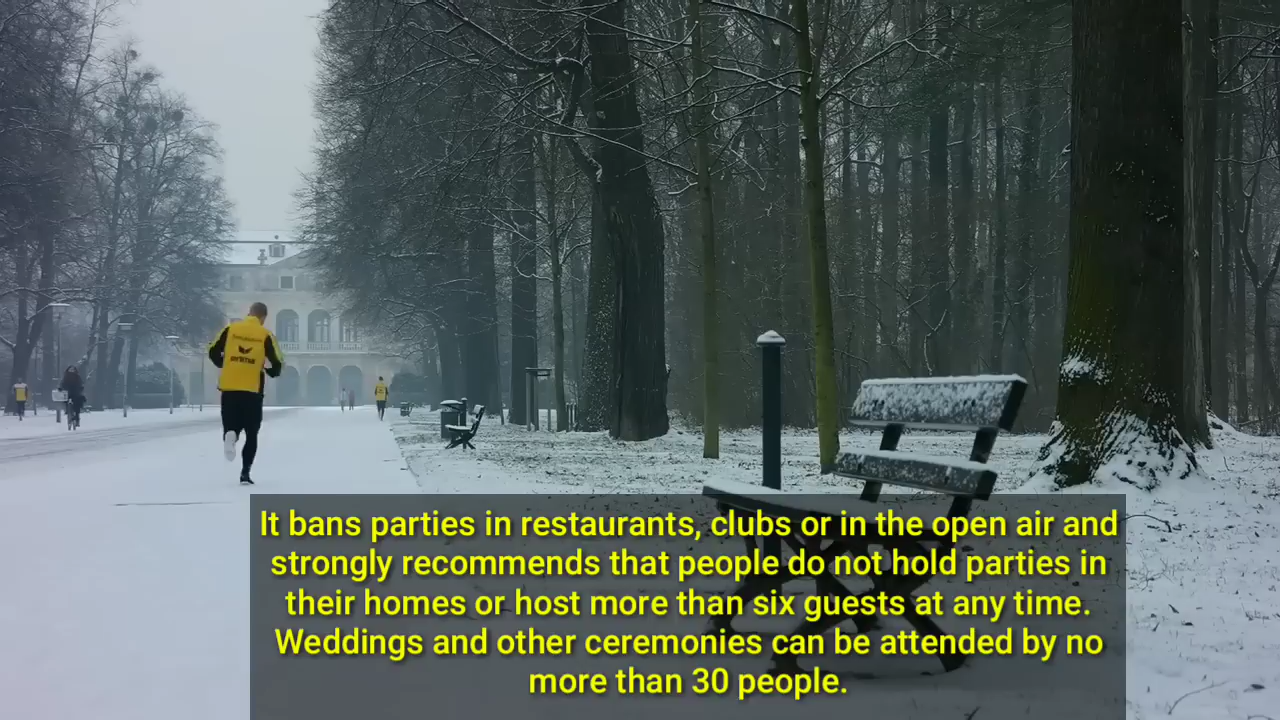 It bans parties in restaurants, clubs or in the open air and
strongly recommends that people do not hold parties in
their homes or host more than six guests at any time.
Weddings and other ceremonies can be attended by no
more than 30 people.